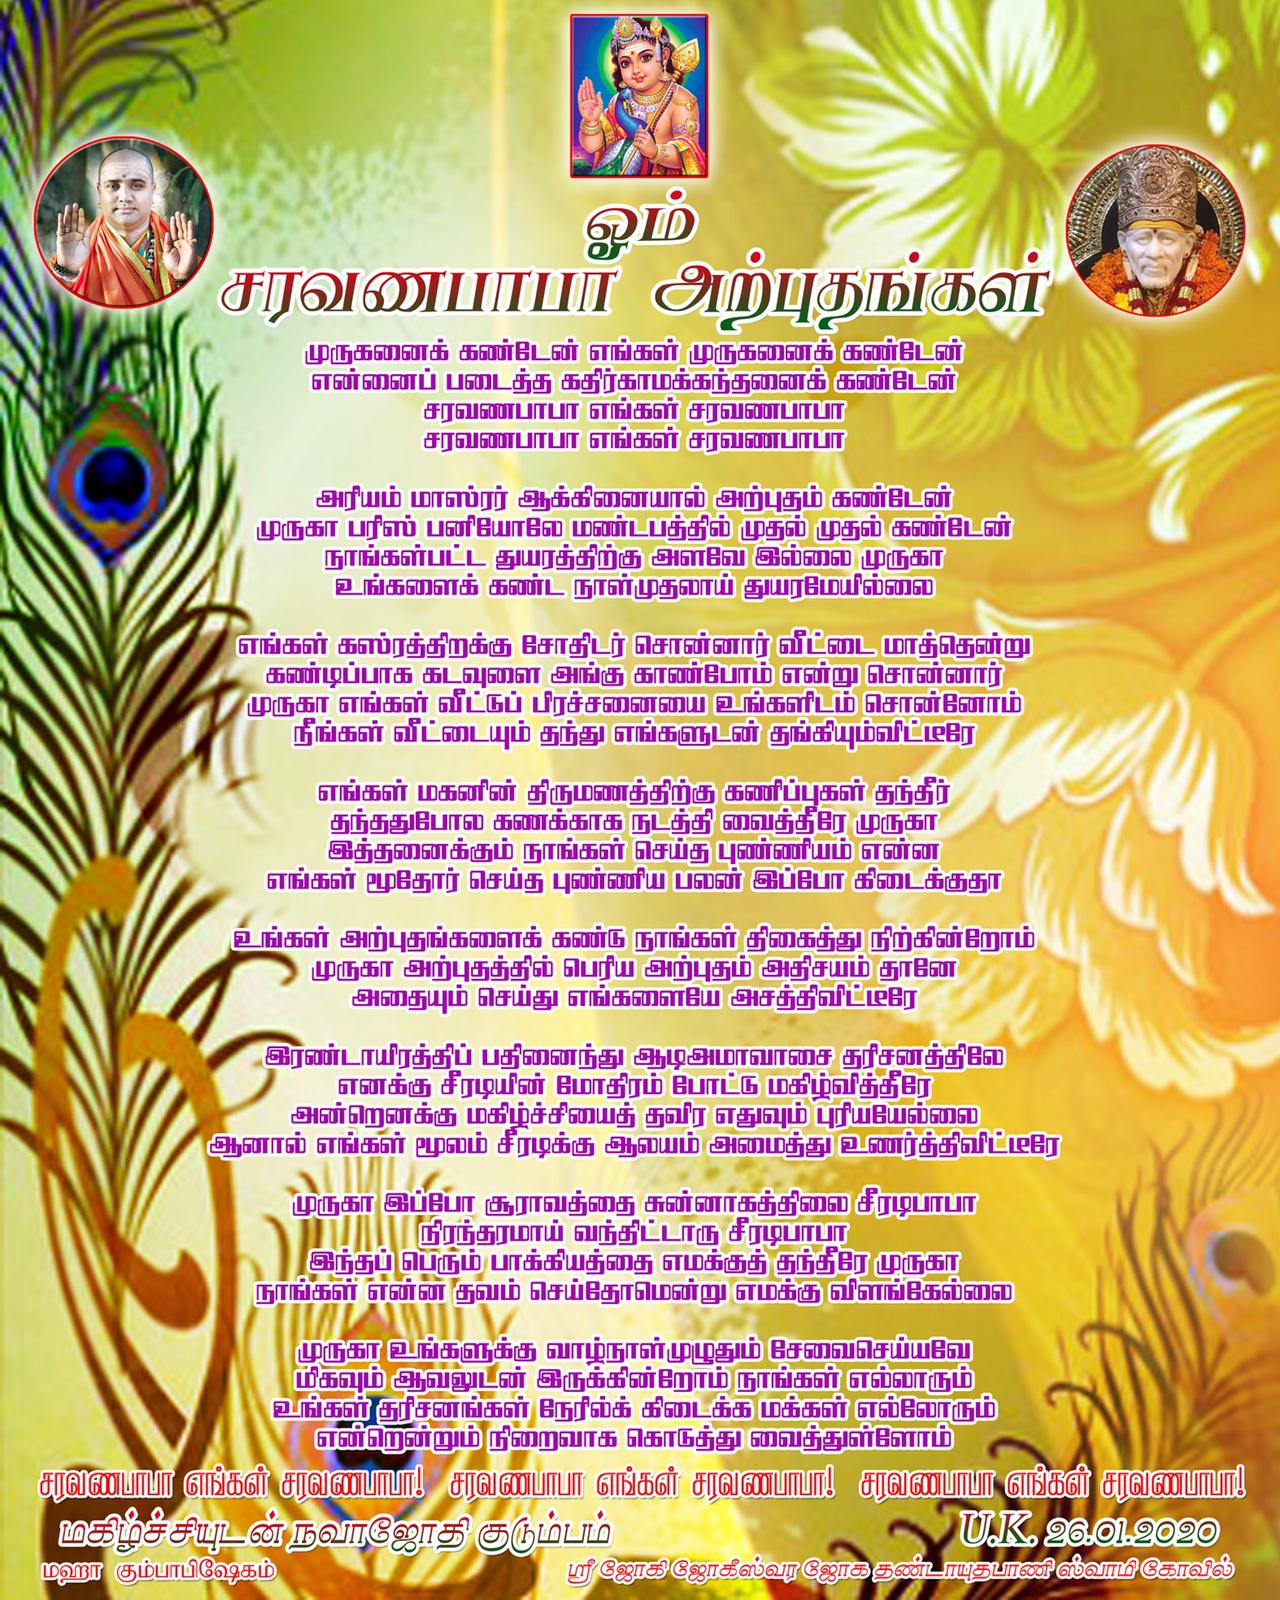 ஓம்
சரவணபாபா அற்புதங்கள்
முருகனைக் கண்டேன் எங்கள் முருகனைக் கண்டேன்
என்னைப் படைத்த கதிர்காமக்கந்தனைக் கண்டேன்
சரவணபாபா எங்கள் சரவணபாபா
சரவணபாபா எங்கள் சரவணபாபா
அரியம் மாஸ்ரர் ஆக்கினையால் அற்புதம் கண்டேன்
முருகா பரிஸ் பனியோலே மண்டபத்தில் முதல் முதல் கண்டேன்
நாங்கள்பட்ட துயரத்திற்கு அளவே இல்லை முருகா
உங்களைக் கண்ட நாள்முதலாய் துயரமேயில்லை
எங்கள் கஸ்ரத்திறக்கு சோதிடர் சொன்னார் வீட்டை மாத்தென்று
கண்டிப்பாக கடவுளை அங்கு காண்போம் என்று சொன்னார்
முருகா எங்கள் வீட்டுப் பிரச்சனையை உங்களிடம் சொன்னோம்
நீங்கள் வீட்டையும் தந்து எங்களுடன் தங்கியும்விட்டீரே
எங்கள் மகனின் திருமணத்திற்கு கணிப்புகள் தந்தீர்
தந்ததுபோல கணக்காக நடத்தி வைத்தீரே முருகா
இத்தனைக்கும் நாங்கள் செய்த புண்ணியம் என்ன
எங்கள் மூதோர் செய்த புண்ணிய பலன் இப்போ கிடைக்குதா
உங்கள் அற்புதங்களைக் கண்டு நாங்கள் திகைத்து நிற்கின்றோம்
முருகா அற்புதத்தில் பெரிய அற்புதம் அதிசயம் தானே
அதையும் செய்து எங்களையே அசத்திவிட்டீரே
இரண்டாயிரத்திப் பதினைந்து ஆடிஅமாவாசை தரிசனத்திலே
எனக்கு சீரடியின் மோதிரம் போட்டு மகிழ்வித்தீரே
அன்றெனக்கு மகிழ்ச்சியைத் தவிர எதுவும் புரியயேல்லை
ஆனால் எங்கள் மூலம் சீரடிக்கு ஆலயம் அமைத்து உணர்த்திவிட்டீரே
முருகா இப்போ சூராவத்தை சுன்னாகத்திலை சீரடிபாபா
நிரந்தரமாய் வந்திட்டாரு சீரடிபாபா
இந்தப் பெரும் பாக்கியத்தை எமக்குத் தந்தீரே முருகா
நாங்கள் என்ன தவம் செய்தோமென்று எமக்கு விளங்கேல்லை
முருகா உங்களுக்கு வாழ்நாள்முழுதும் சேவைசெய்யவே
மிகவும் ஆவலுடன் இருக்கின்றோம் நாங்கள் எல்லாரும்
உங்கள் தரிசனங்கள் நேரில்க் கிடைக்க மக்கள் எல்லோரும்
என்றென்றும் நிறைவாக கொடுத்து வைத்துள்ளோம்
சரவணபாபா எங்கள் சரவணபாபா! சரவணபாபா எங்கள் சரவணபாபா! சரவணபாபா எங்கள் சரவணபாபா!
மகிழ்ச்சியுடன் நவாஜோதி குடும்பம் U.K. 26.01.2020
மஹா கும்பாபிஷேகம் ஸ்ரீ ஜோகி ஜோகீஸ்வர ஜோக தண்டாயுதபாணி ஸ்வாமி கோவில்